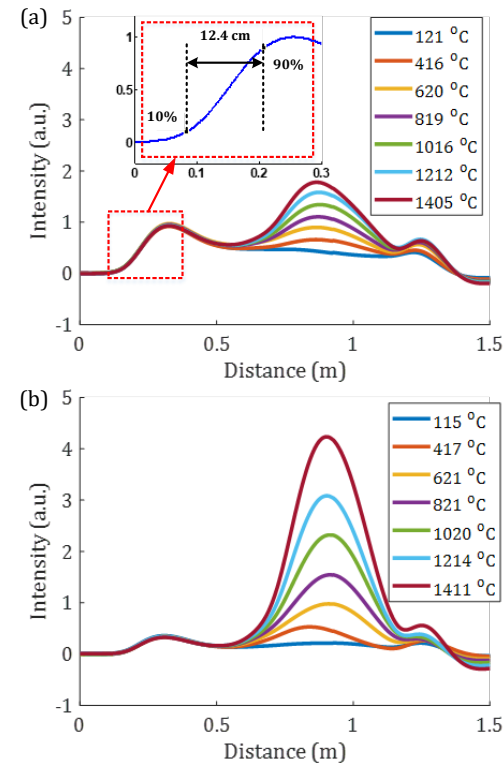 (a)
5
4
3
2
1
0
-1
Intensity (a.u.)
1
0.5
0
10%
12.4 cm
90%
0
0.1
0.2
0.3
121 °C
416 °C
620 °C
819 °C
1016 °C
1212 °C
1405 °C
0
0.5
1
1.5
Distance (m)
(b)
5
4
3
2
1
0
-1
Intensity (a.u.)
115 °C
417 °C
621 °C
821 °C
1020 °C
1214 °C
1411 °C
0
0.5
1
1.5
Distance (m)